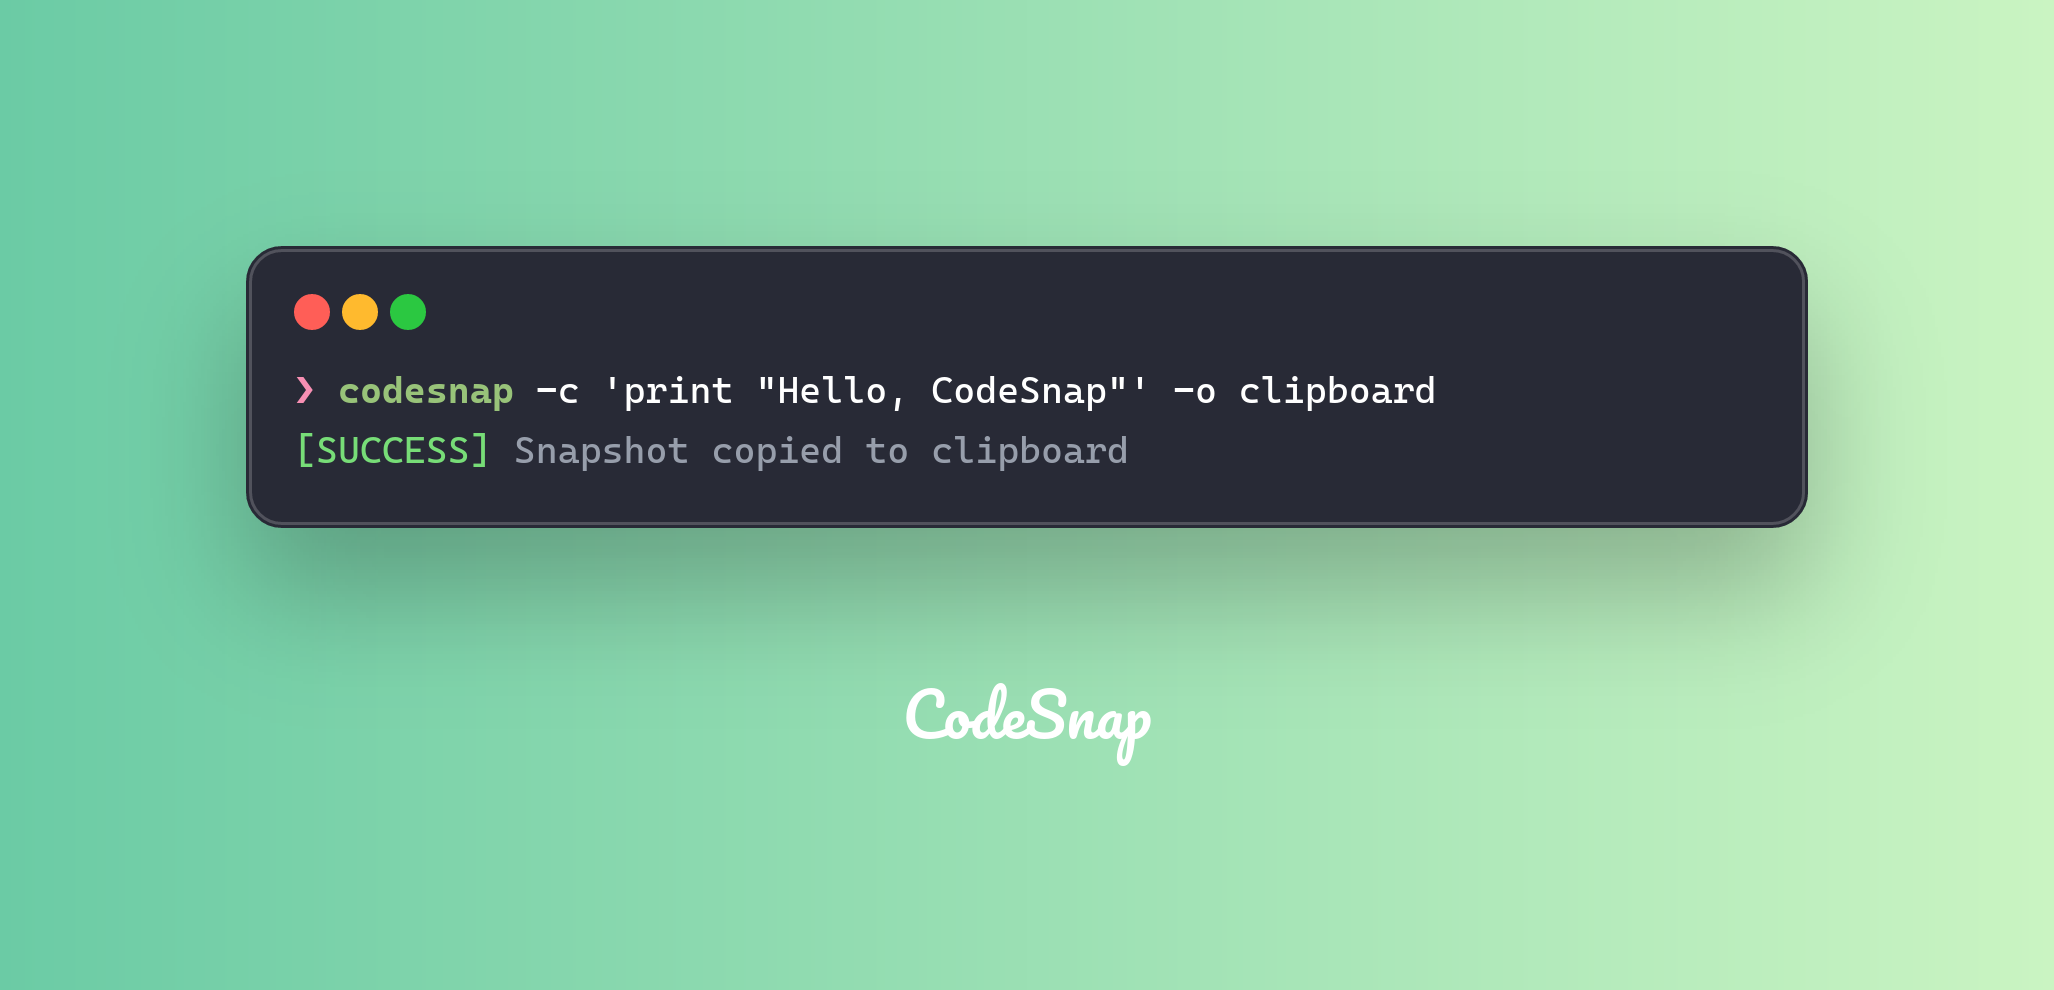 ❯ codesnap -c 'print "Hello, CodeSnap"' -o clipboard
[SUCCESS] Snapshot copied to clipboard
CodeSnap